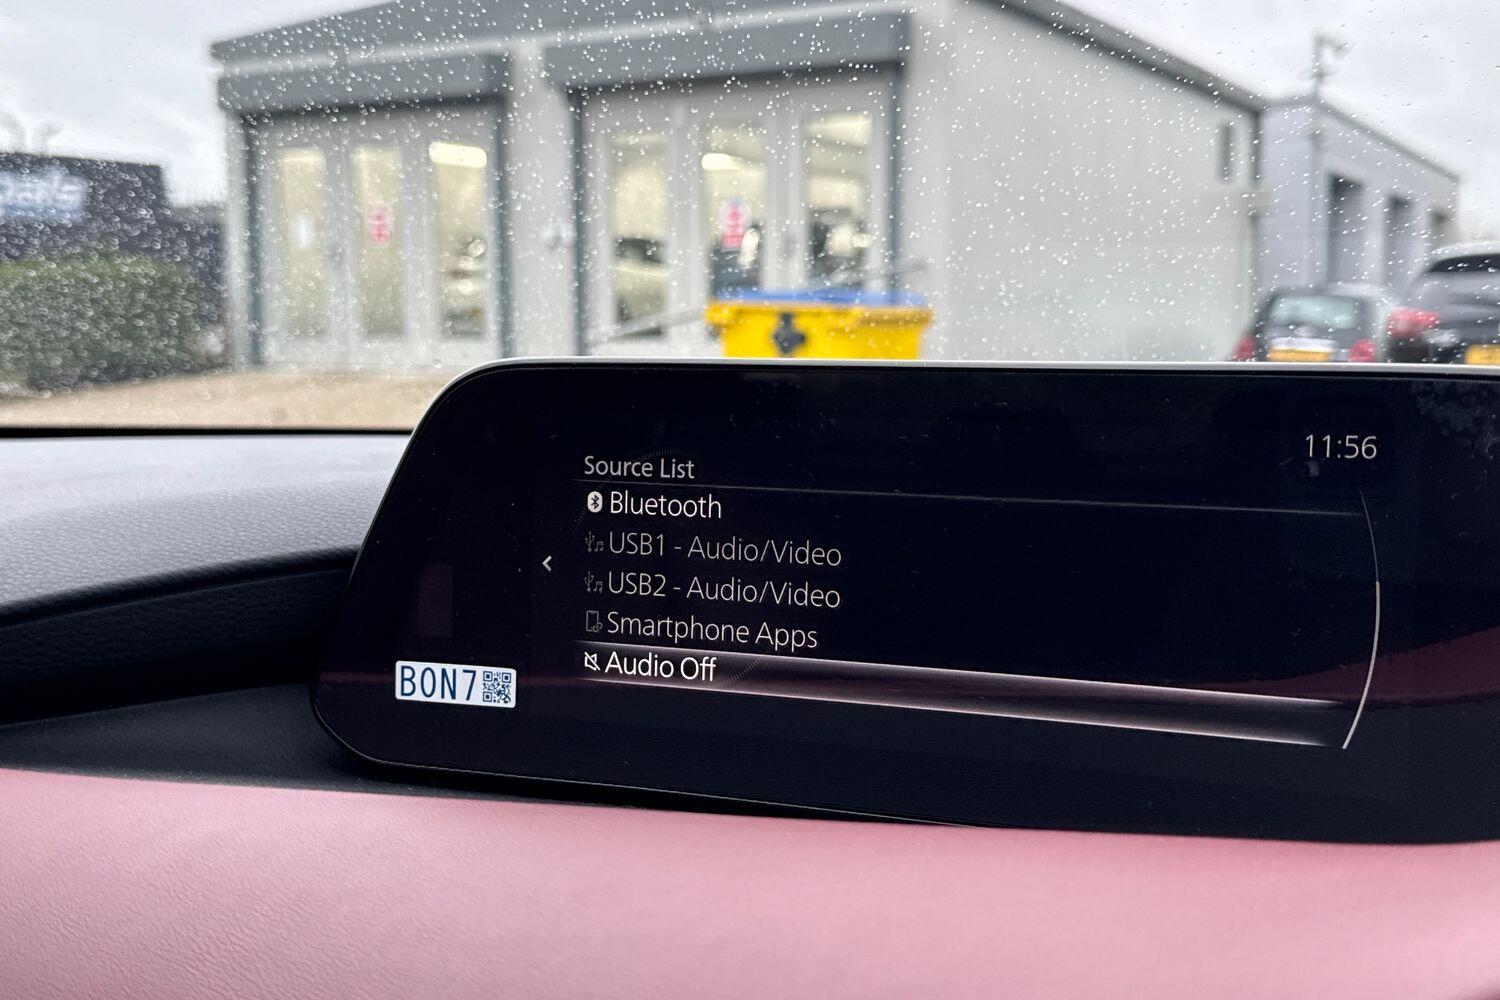 11:56
Source List
Bluetooth
USB1 - Audio/Video
USB2 - Audio/Video
Smartphone Apps
Audio Off
BON7